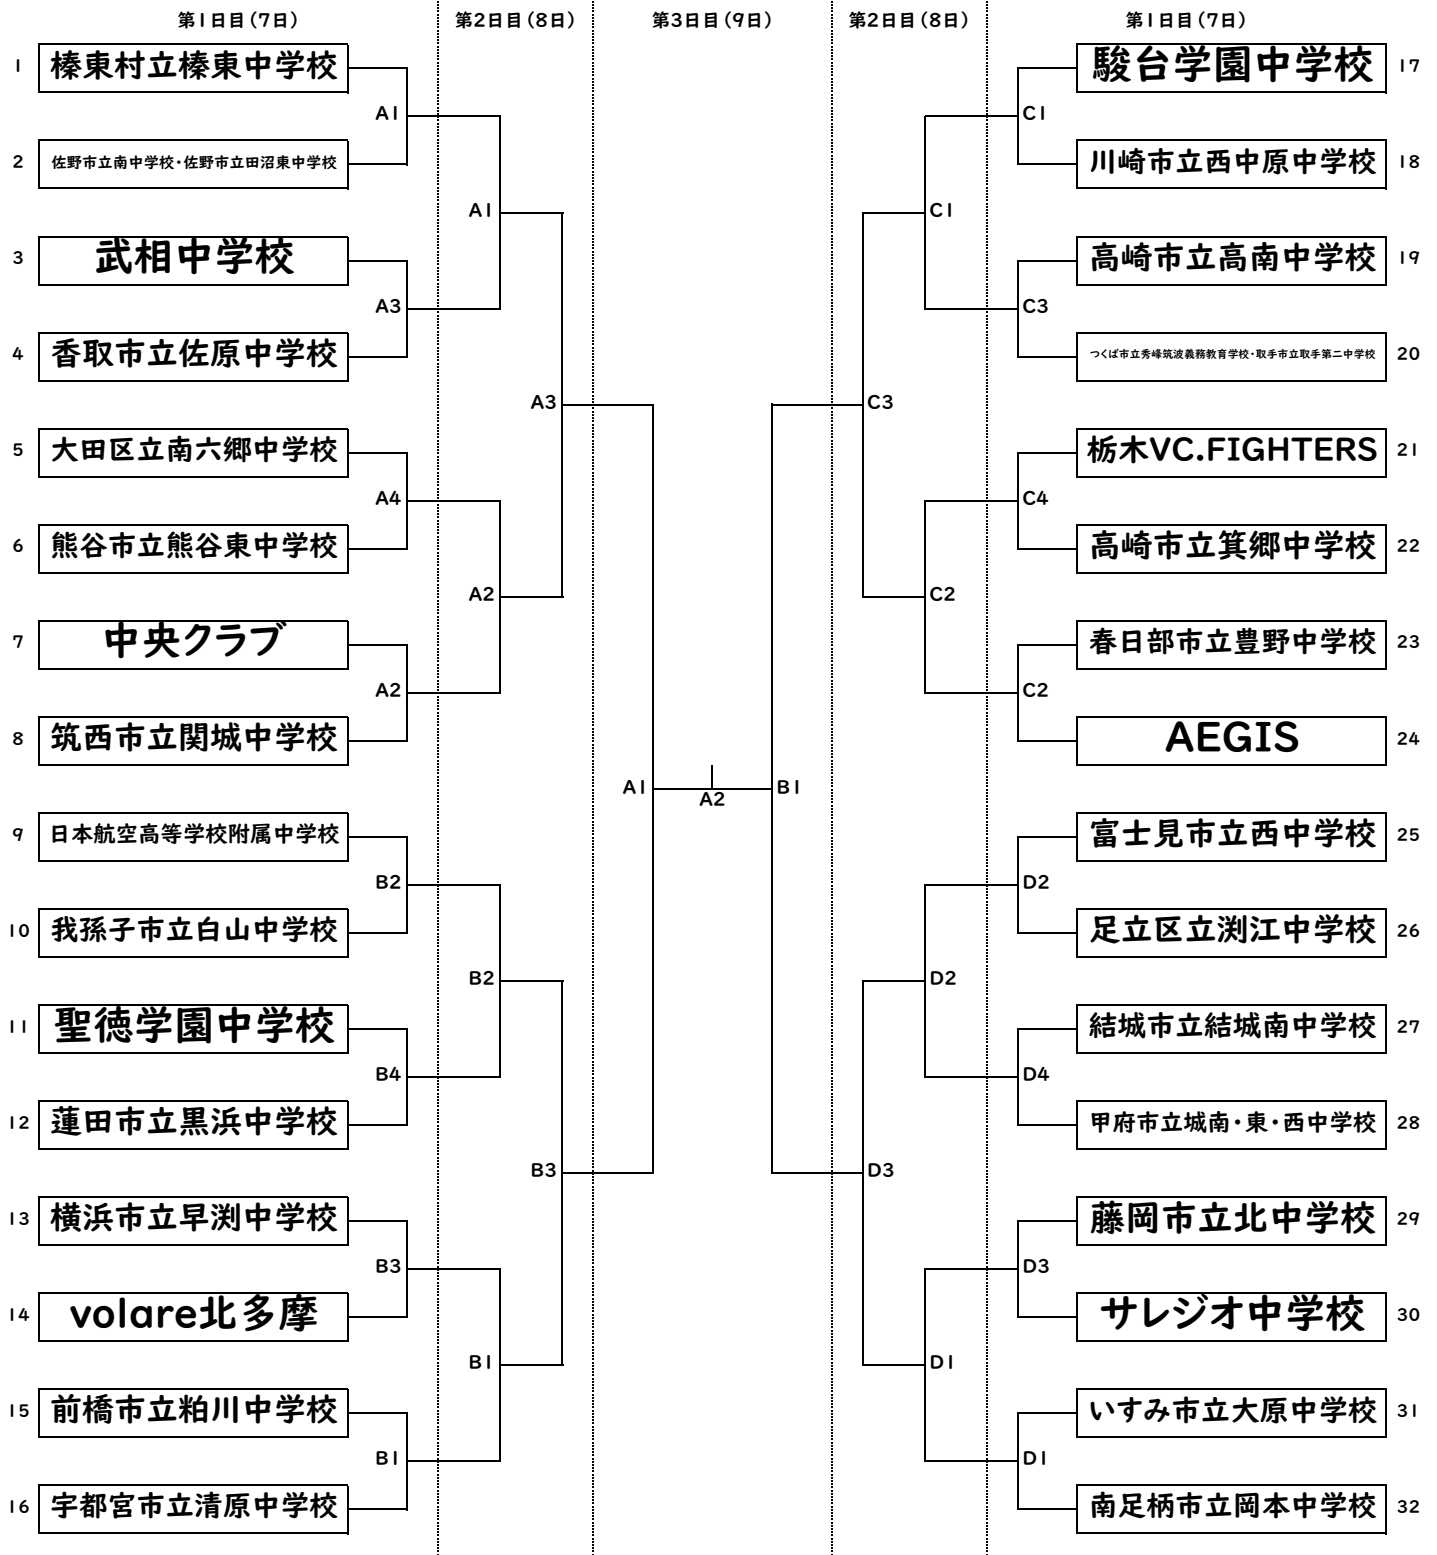 第1日目(7日)
第2日目(8日)
第3日目(9日)
第2日目(8日)
第1日目(7日)
1 榛東村立榛東中学校
A1
2 佐野市立南中学校・佐野市立田沼東中学校
A1
3 武相中学校
A3
4 香取市立佐原中学校
A3
5 大田区立南六郷中学校
A4
6 熊谷市立熊谷東中学校
A2
7 中央クラブ
A2
8 筑西市立関城中学校
A1
9 日本航空高等学校附属中学校
B2
10 我孫子市立白山中学校
B2
11 聖徳学園中学校
B4
12 蓮田市立黒浜中学校
B3
13 横浜市立早渕中学校
B3
14 volare北多摩
B1
15 前橋市立粕川中学校
B1
16 宇都宮市立清原中学校
A2
B1
駿台学園中学校 17
C1
川崎市立西中原中学校 18
C1
高崎市立高南中学校 19
C3
つくば市立秀峰筑波義務教育学校・取手市立取手第二中学校 20
C3
栃木VC.FIGHTERS 21
C4
高崎市立箕郷中学校 22
C2
春日部市立豊野中学校 23
C2
AEGIS 24
富士見市立西中学校 25
D2
足立区立渕江中学校 26
D2
結城市立結城南中学校 27
D4
甲府市立城南・東・西中学校 28
D3
藤岡市立北中学校 29
D3
サレジオ中学校 30
D1
いすみ市立大原中学校 31
D1
南足柄市立岡本中学校 32